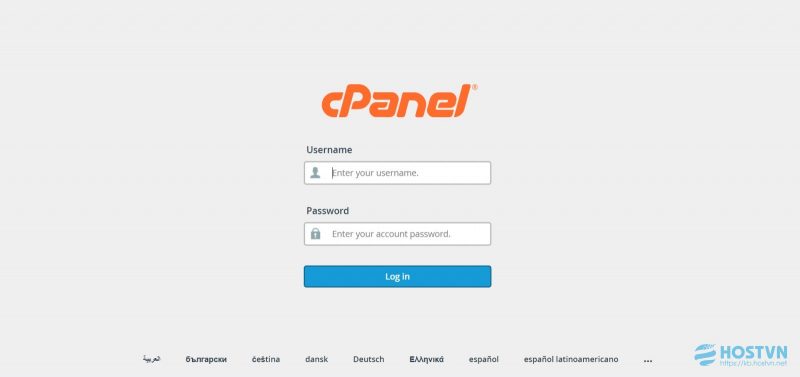 cPanel®
Username
Enter your username.
Password
Enter your account password.
Log in
العربية български čeština dansk Deutsch Ελληνικά español español latinoamericano ...
HOSTVN
https://kb.hostvn.net